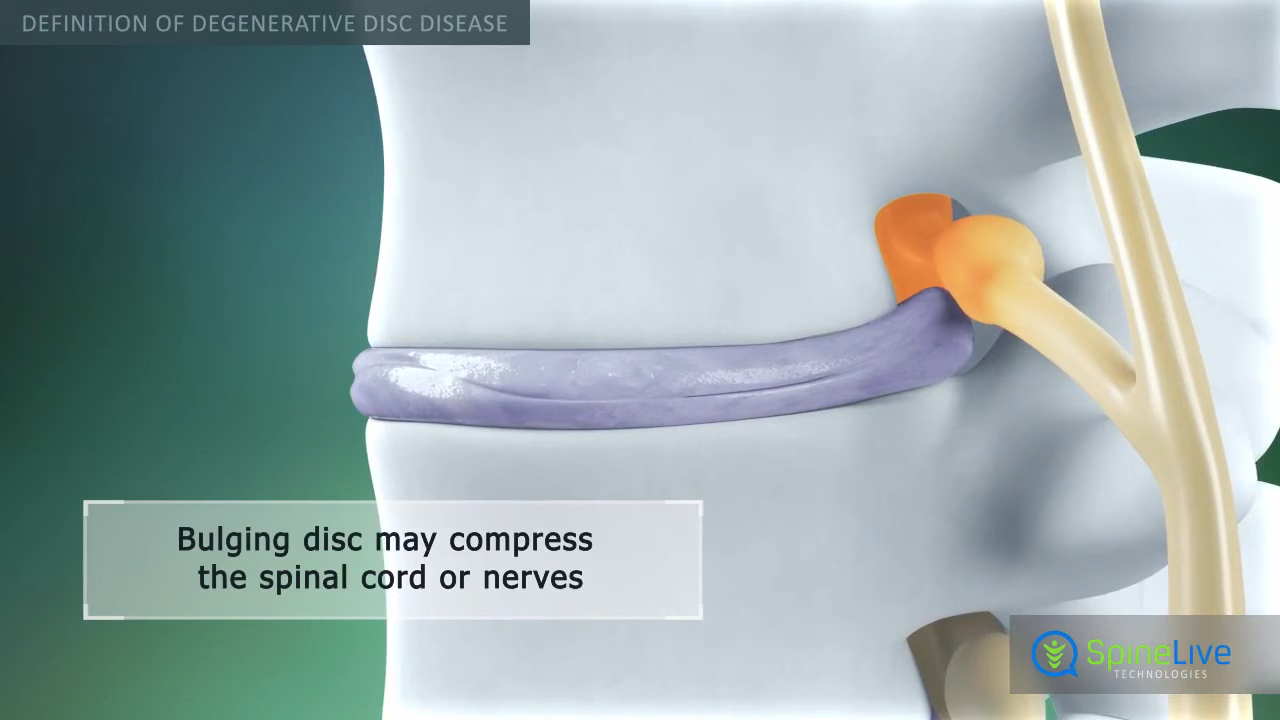 DEFINITION OF DEGENERATIVE DISC DISEASE
Bulging disc may compress
the spinal cord or nerves
SpineLive
TECHNOLOGIES